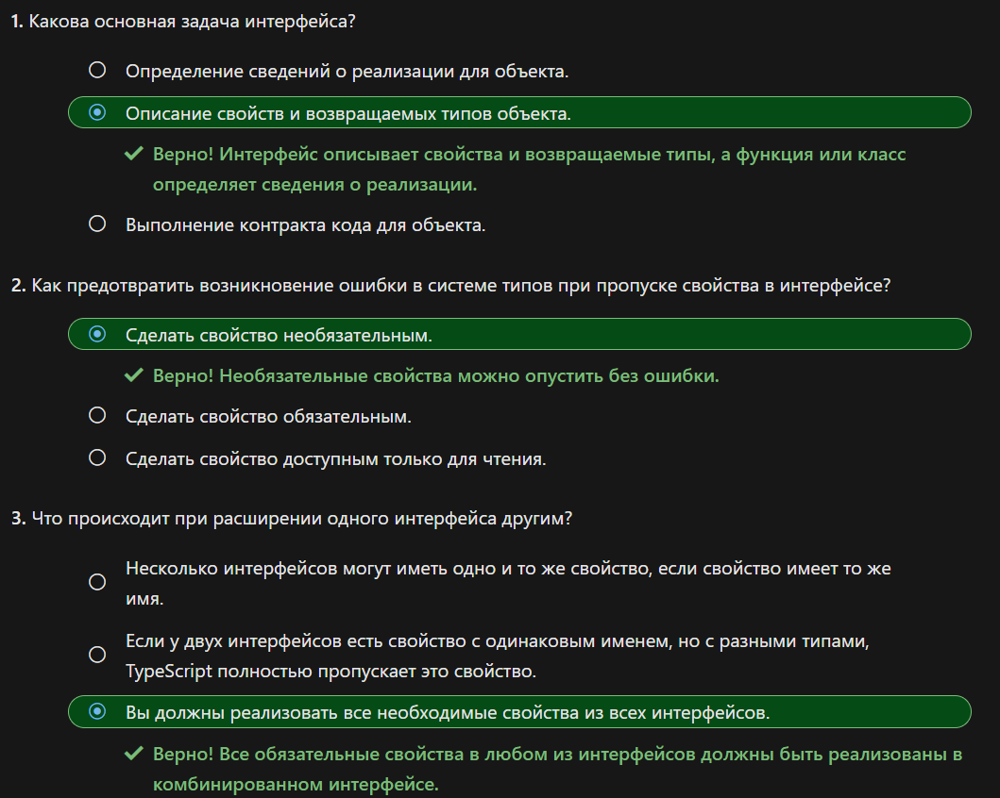 1. Какова основная задача интерфейса?
Определение сведений о реализации для объекта.
Описание свойств и возвращаемых типов объекта.
Верно! Интерфейс описывает свойства и возвращаемые типы, а функция или класс
определяет сведения о реализации.
Выполнение контракта кода для объекта.
2. Как предотвратить возникновение ошибки в системе типов при пропуске свойства в интерфейсе?
Сделать свойство необязательным.
Верно! Необязательные свойства можно опустить без ошибки.
Сделать свойство обязательным.
Сделать свойство доступным только для чтения.
3. Что происходит при расширении одного интерфейса другим?
Несколько интерфейсов могут иметь одно и то же свойство, если свойство имеет то же
имя.
Если у двух интерфейсов есть свойство с одинаковым именем, но с разными типами,
TypeScript полностью пропускает это свойство.
Вы должны реализовать все необходимые свойства из всех интерфейсов.
Верно! Все обязательные свойства в любом из интерфейсов должны быть реализованы в
комбинированном интерфейсе.